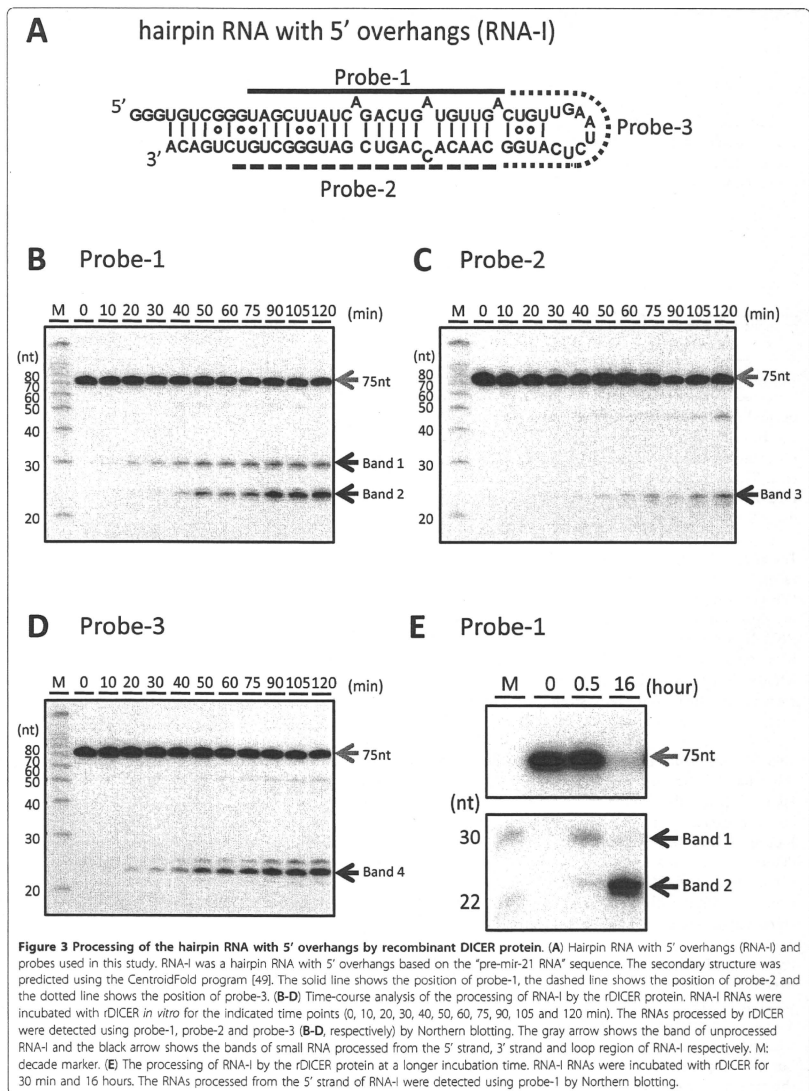 A hairpin RNA with 5' overhangs (RNA-I)
Probe-1
5' GGGUGUCGGGUAGCUUAUCAGACUGAUGUUGACUGUUGAAU
3' ACAGUCUGUCGGGUAG CUGACCACAAC GGUACUC
Probe-3
Probe-2
B Probe-1
M 0 10 20 30 40 50 60 75 90 105 120 (min)
(nt)
80
70
60
50
40
30
20
75nt
Band 1
Band 2
C Probe-2
M 0 10 20 30 40 50 60 75 90 105 120 (min)
(nt)
80
70
60
50
40
30
20
75nt
Band 3
D Probe-3
M 0 10 20 30 40 50 60 75 90 105 120 (min)
(nt)
80
70
60
50
40
30
20
75nt
Band 4
E Probe-1
M 0 0.5 16 (hour)
75nt
(nt)
30
22
Band 1
Band 2
Figure 3 Processing of the hairpin RNA with 5' overhangs by recombinant DICER protein. (A) Hairpin RNA with 5' overhangs (RNA-I) and
probes used in this study. RNA-I was a hairpin RNA with 5' overhangs based on the "pre-mir-21 RNA" sequence. The secondary structure was
predicted using the CentroidFold program [49]. The solid line shows the position of probe-1, the dashed line shows the position of probe-2 and
the dotted line shows the position of probe-3. (B-D) Time-course analysis of the processing of RNA-I by the rDICER protein. RNA-I RNAs were
incubated with rDICER in vitro for the indicated time points (0, 10, 20, 30, 40, 50, 60, 75, 90, 105 and 120 min). The RNAs processed by rDICER
were detected using probe-1, probe-2 and probe-3 (B-D, respectively) by Northern blotting. The gray arrow shows the band of unprocessed
RNA-I and the black arrow shows the bands of small RNA processed from the 5' strand, 3' strand and loop region of RNA-I respectively. M:
decade marker. (E) The processing of RNA-I by the rDICER protein at a longer incubation time. RNA-I RNAs were incubated with rDICER for
30 min and 16 hours. The RNAs processed from the 5' strand of RNA-I were detected using probe-1 by Northern blotting.